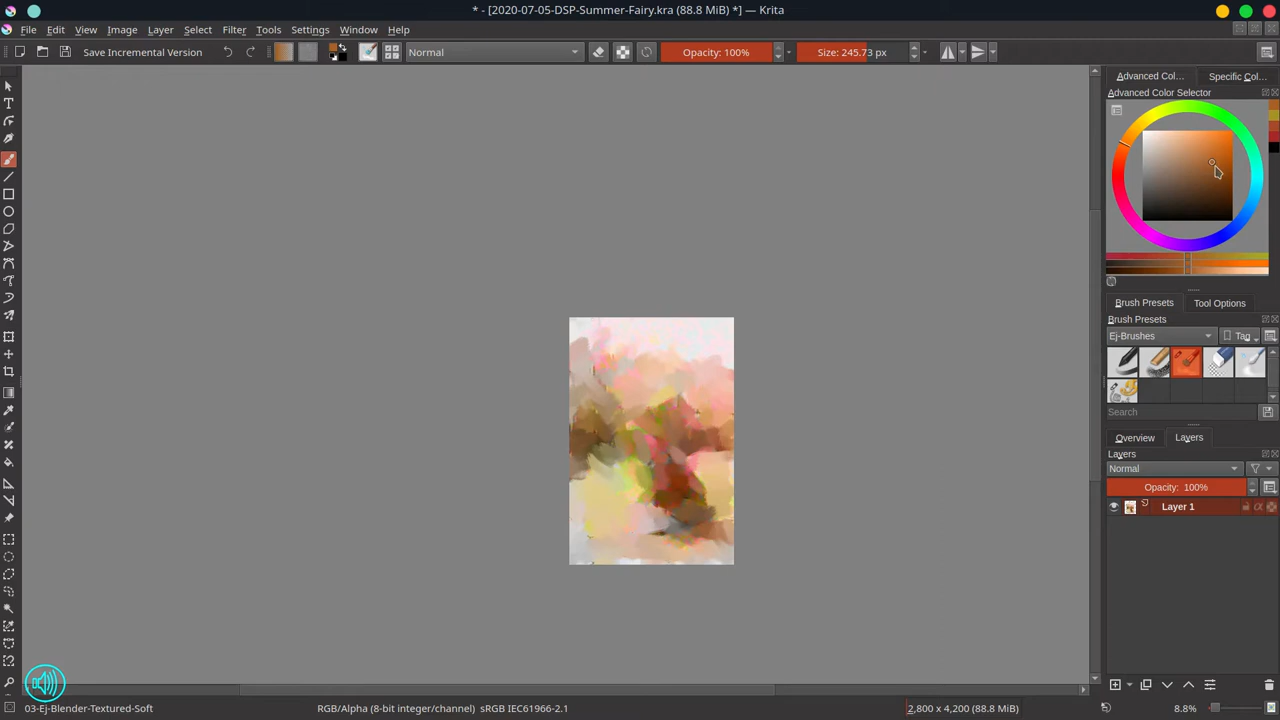 * - [2020-07-05-DSP-Summer-Fairy.kra (88.8 MiB) *] — Krita
File Edit View Image Layer Select Filter Tools Settings Window Help
Save Incremental Version Normal Opacity: 100% Size: 245.73 px
Advanced Col... Specific Col...
Advanced Color Selector
Brush Presets Tool Options
Brush Presets
Ej-Brushes Tag
Search
Overview Layers
Layers
Normal
Opacity: 100%
Layer 1
03-Ej-Blender-Textured-Soft RGB/Alpha (8-bit integer/channel) sRGB IEC61966-2.1 2,800 x 4,200 (88.8 MiB) 8.8%